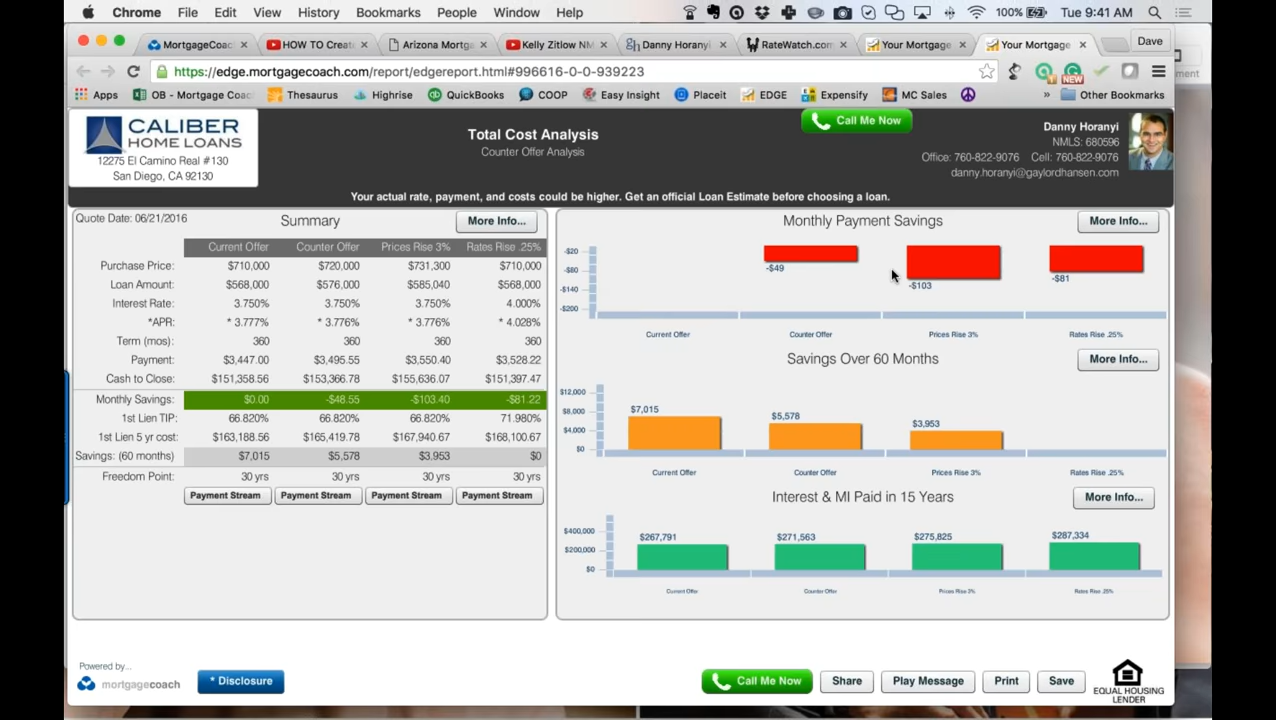 Chrome File Edit View History Bookmarks People Window Help 100% Tue 9:41 AM
MortgageCoac HOW TO Creat Arizona Mortg Kelly Zitlow NM Danny Horanyi RateWatch.com Your Mortgage Your Mortgage Dave
https://edge.mortgagecoach.com/report/edgereport.html#996616-0-0-939223
Apps OB - Mortgage Coac Thesaurus Highrise QuickBooks COOP Easy Insight Placeit EDGE Expensify MC Sales » Other Bookmarks
CALIBER
HOME LOANS
12275 El Camino Real #130
San Diego, CA 92130
Total Cost Analysis
Counter Offer Analysis
Call Me Now
Danny Horanyi
NMLS: 680596
Office: 760-822-9076 Cell: 760-822-9076
danny.horanyi@gaylordhansen.com
Your actual rate, payment, and costs could be higher. Get an official Loan Estimate before choosing a loan.
Quote Date: 06/21/2016 Summary More Info...
Current Offer Counter Offer Prices Rise 3% Rates Rise .25%
Purchase Price: $710,000 $720,000 $731,300 $710,000
Loan Amount: $568,000 $576,000 $585,040 $568,000
Interest Rate: 3.750% 3.750% 3.750% 4.000%
*APR: * 3.777% * 3.776% * 3.776% * 4.028%
Term (mos): 360 360 360 360
Payment: $3,447.00 $3,495.55 $3,550.40 $3,528.22
Cash to Close: $151,358.56 $153,366.78 $155,636.07 $151,397.47
Monthly Savings: $0.00 -$48.55 -$103.40 -$81.22
1st Lien TIP: 66.820% 66.820% 66.820% 71.980%
1st Lien 5 yr cost: $163,188.56 $165,419.78 $167,940.67 $168,100.67
Savings: (60 months) $7,015 $5,578 $3,953 $0
Freedom Point: 30 yrs 30 yrs 30 yrs 30 yrs
Payment Stream Payment Stream Payment Stream Payment Stream
Monthly Payment Savings More Info...
-$20
-$80
-$140
-$200
-$49 -$103 -$81
Current Offer Counter Offer Prices Rise 3% Rates Rise .25%
Savings Over 60 Months More Info...
$12,000
$8,000
$4,000
$0
$7,015 $5,578 $3,953
Current Offer Counter Offer Prices Rise 3% Rates Rise .25%
Interest & MI Paid in 15 Years More Info...
$400,000
$200,000
$0
$267,791 $271,563 $275,825 $287,334
Current Offer Counter Offer Prices Rise 3% Rates Rise .25%
Powered by...
mortgagecoach
* Disclosure
Call Me Now Share Play Message Print Save
EQUAL HOUSING
LENDER